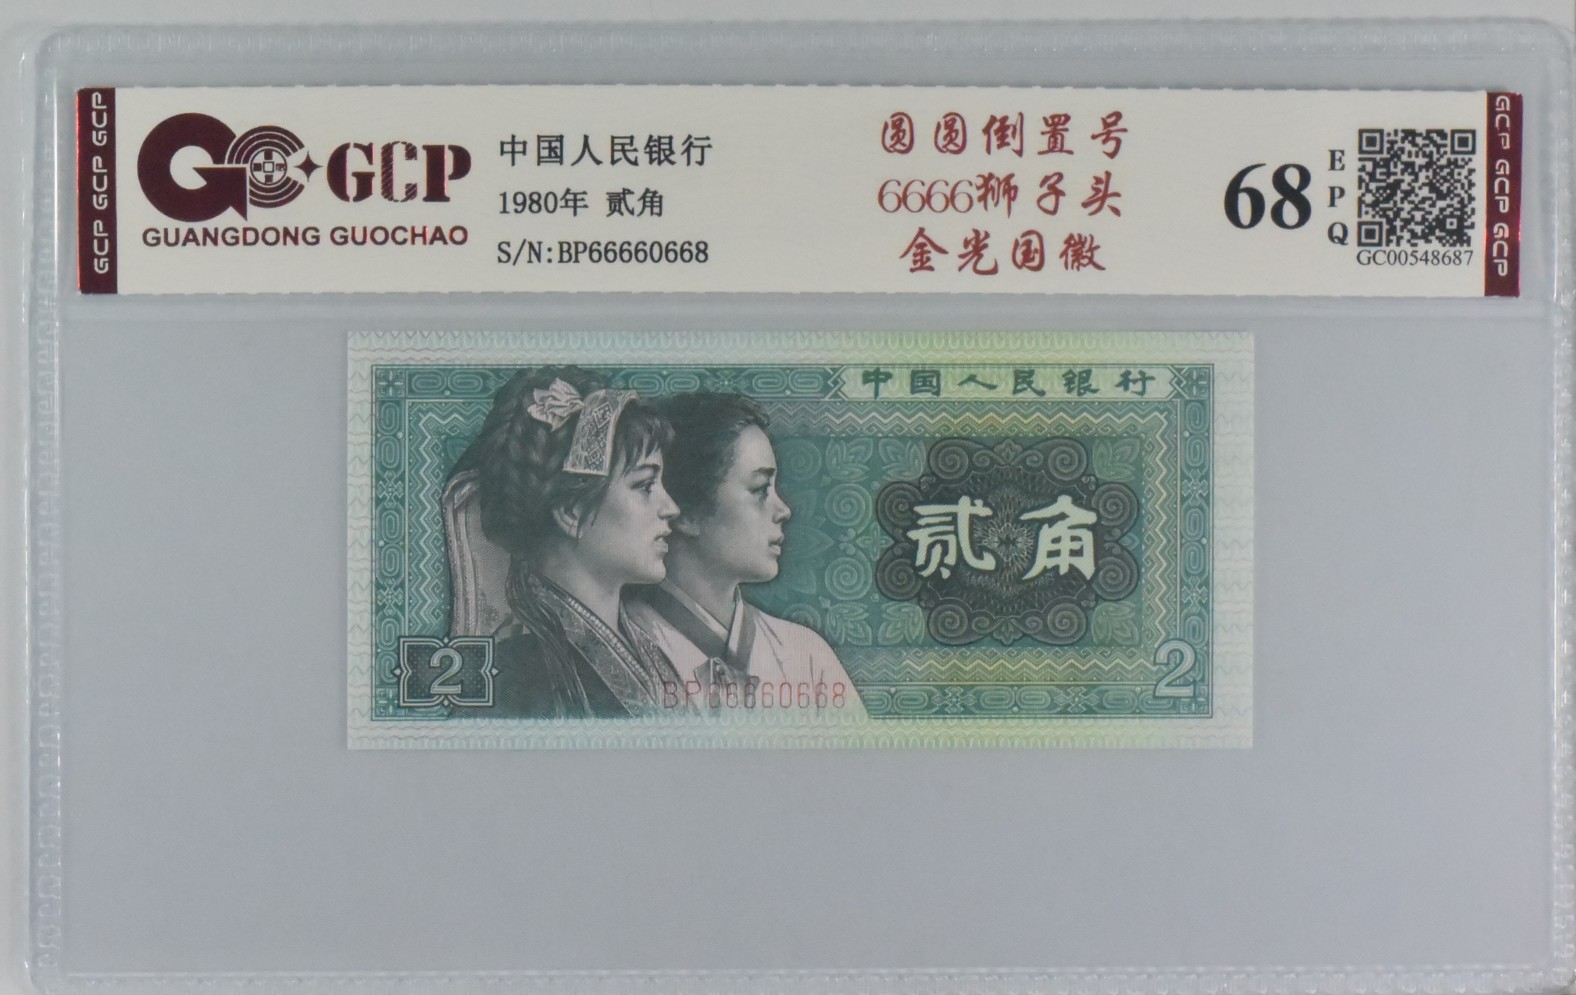 GCP GCP GCP
GCP
GUANGDONG GUOCHAO
中国人民银行
1980年 贰角
S/N:BP66660668
圆圆倒置号
6666狮子头
金光国徽
68
EPQ
GC00548687
GCP GCP GCP
中国人民银行
贰角
2
BP66660668
2